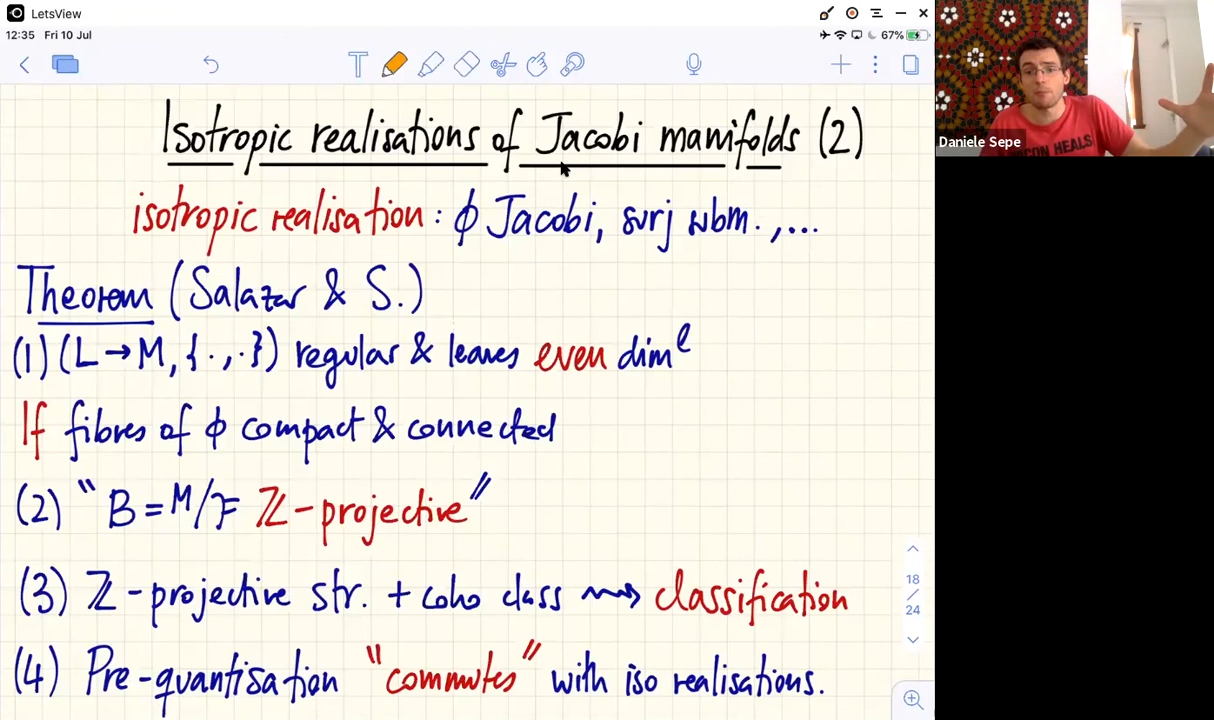 LetsView
12:35 Fri 10 Jul
67%
T
Isotropic realisations of Jacobi manifolds (2)
isotropic realisation: ϕ Jacobi, surj subm., ...
Theorem (Salazar & S.)
(1) (L → M, {·,·}) regular & leaves even dimˡ
If fibres of ϕ compact & connected
(2) "B = M/F ℤ-projective"
(3) ℤ-projective str. + coho class ⇝ classification
(4) Pre-quantisation "commutes" with iso realisations.
18
/
24
Daniele Sepe
HEALS